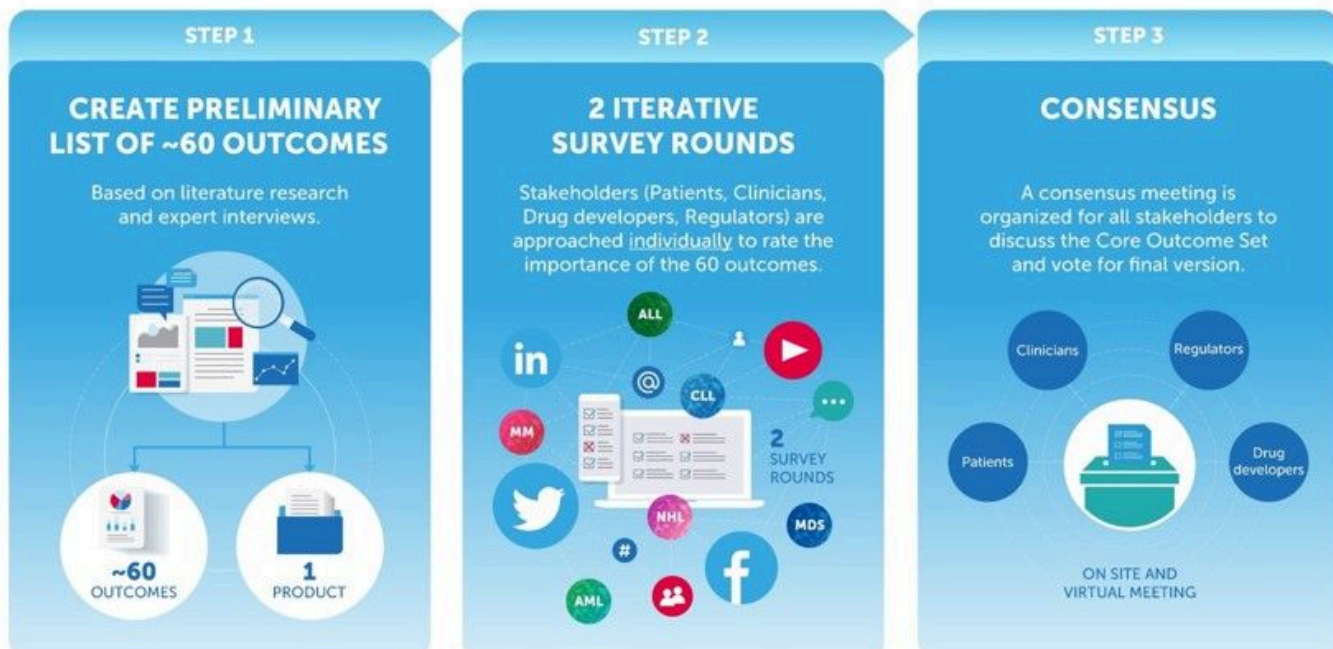 STEP 1
CREATE PRELIMINARY
LIST OF ~60 OUTCOMES
Based on literature research
and expert interviews.
~60
OUTCOMES
1
PRODUCT
STEP 2
2 ITERATIVE
SURVEY ROUNDS
Stakeholders (Patients, Clinicians,
Drug developers, Regulators) are
approached individually to rate the
importance of the 60 outcomes.
ALL
in
@
CLL
MM
2
SURVEY
ROUNDS
NHL
MDS
#
f
AML
STEP 3
CONSENSUS
A consensus meeting is
organized for all stakeholders to
discuss the Core Outcome Set
and vote for final version.
Clinicians
Regulators
Patients
Drug
developers
ON SITE AND
VIRTUAL MEETING